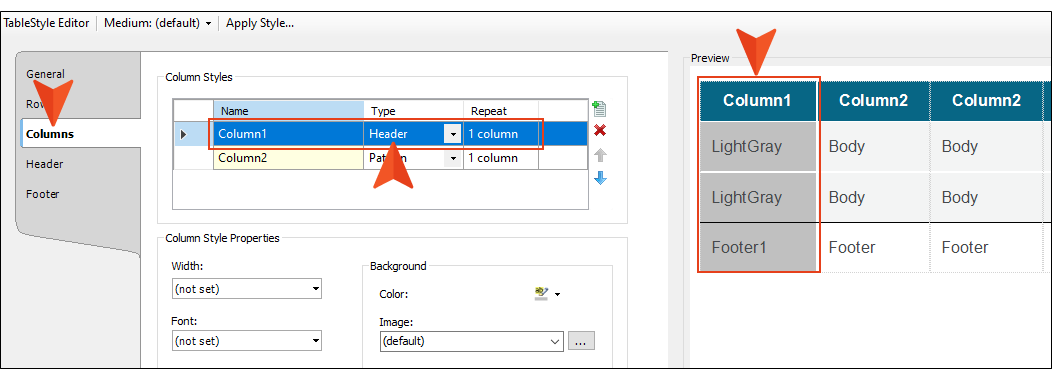 TableStyle Editor Medium: (default) Apply Style...
General
Columns
Header
Footer
Column Styles
Name Type Repeat
Column1 Header 1 column
Column2 1 column
Column Style Properties
Width:
(not set)
Font:
(not set)
Background
Color:
Image:
(default)
...
Preview
Column1 Column2 Column2
LightGray Body Body
LightGray Body Body
Footer1 Footer Footer